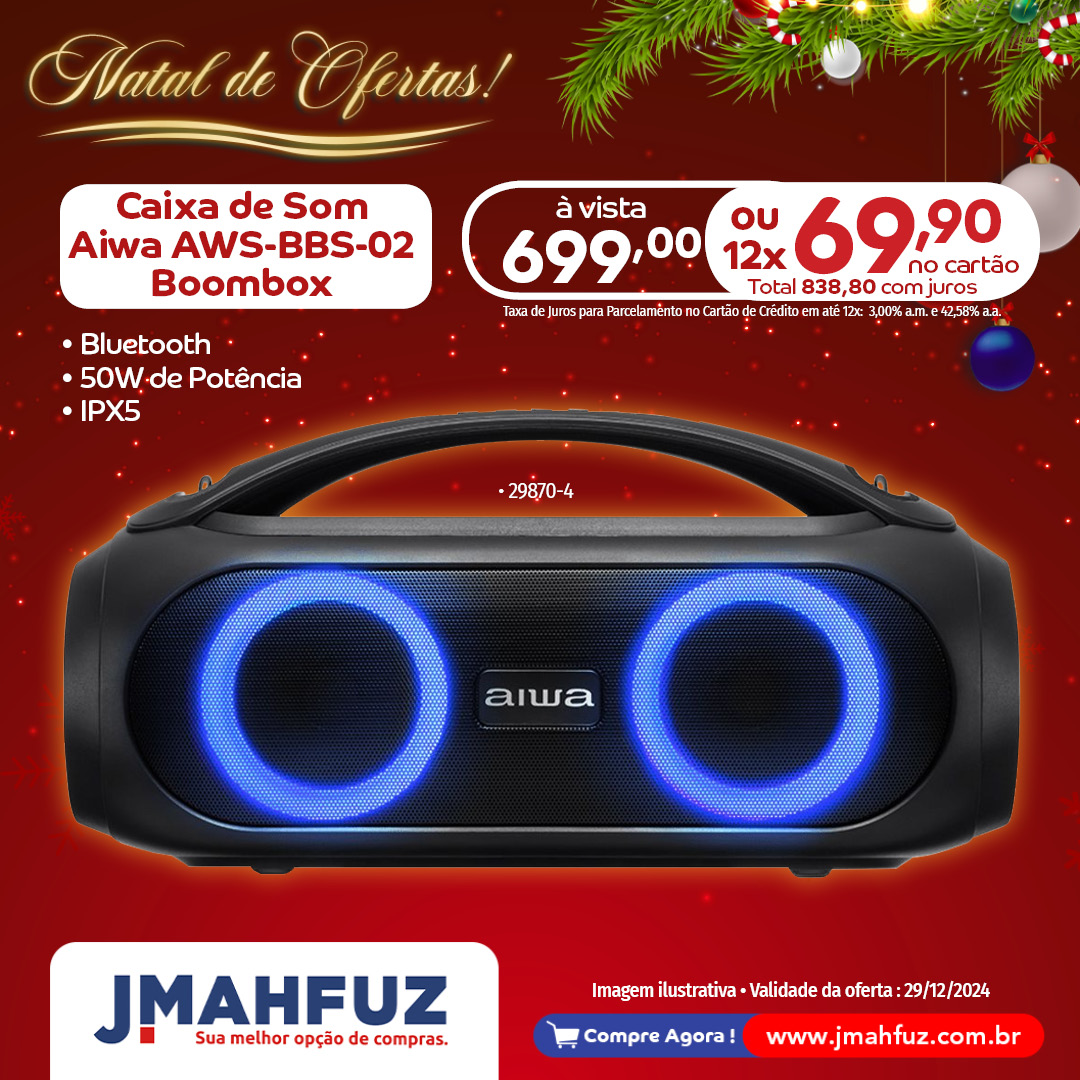 Natal de Ofertas!
Caixa de Som
Aiwa AWS-BBS-02
Boombox
à vista
699,00
ou
12x 69,90
no cartão
Total 838,80 com juros
Taxa de Juros para Parcelamento no Cartão de Crédito em até 12x: 3,00% a.m. e 42,58% a.a.
• Bluetooth
• 50W de Potência
• IPX5
• 29870-4
aiwa
JMAHFUZ
Sua melhor opção de compras.
Imagem ilustrativa • Validade da oferta : 29/12/2024
Compre Agora !
www.jmahfuz.com.br